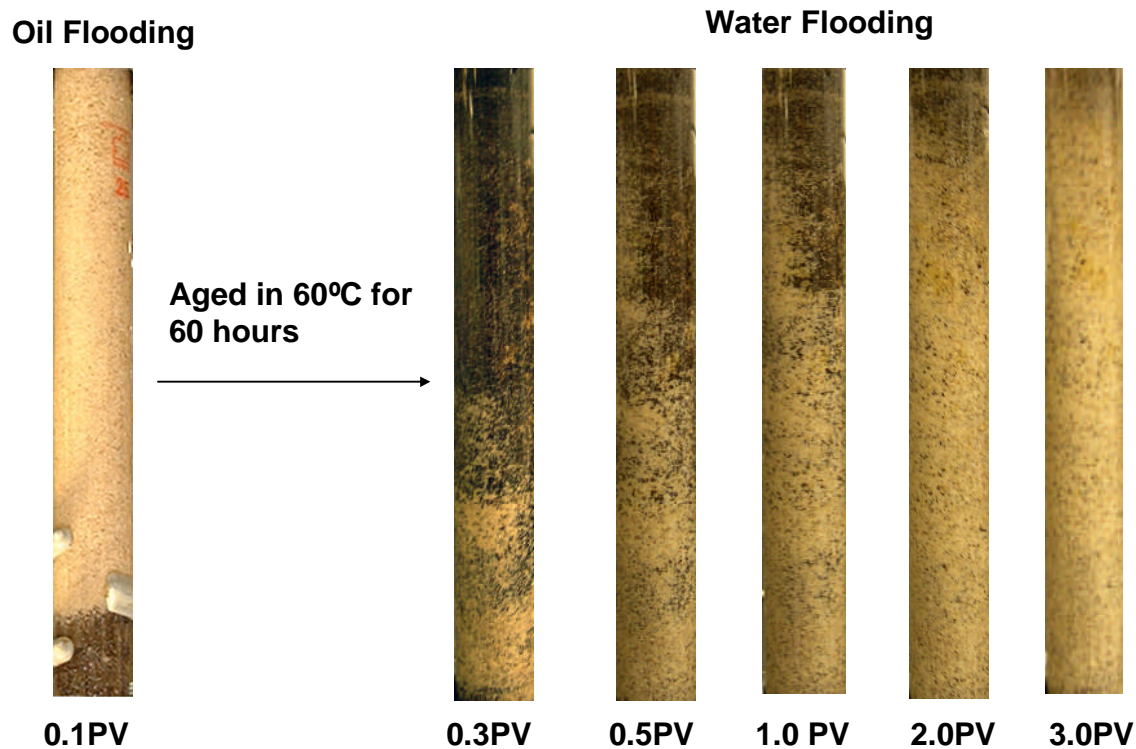 Oil Flooding
Water Flooding
Aged in 60ºC for
60 hours
0.1PV
0.3PV
0.5PV
1.0 PV
2.0PV
3.0PV